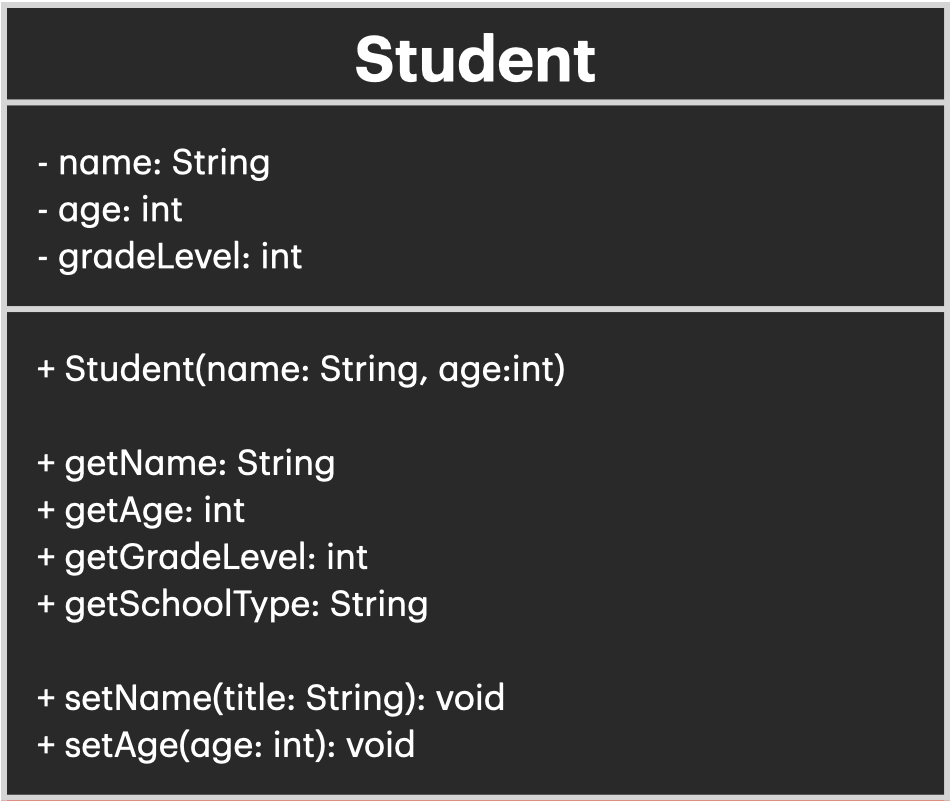 Student
- name: String
- age: int
- gradeLevel: int
+ Student(name: String, age:int)
+ getName: String
+ getAge: int
+ getGradeLevel: int
+ getSchoolType: String
+ setName(title: String): void
+ setAge(age: int): void